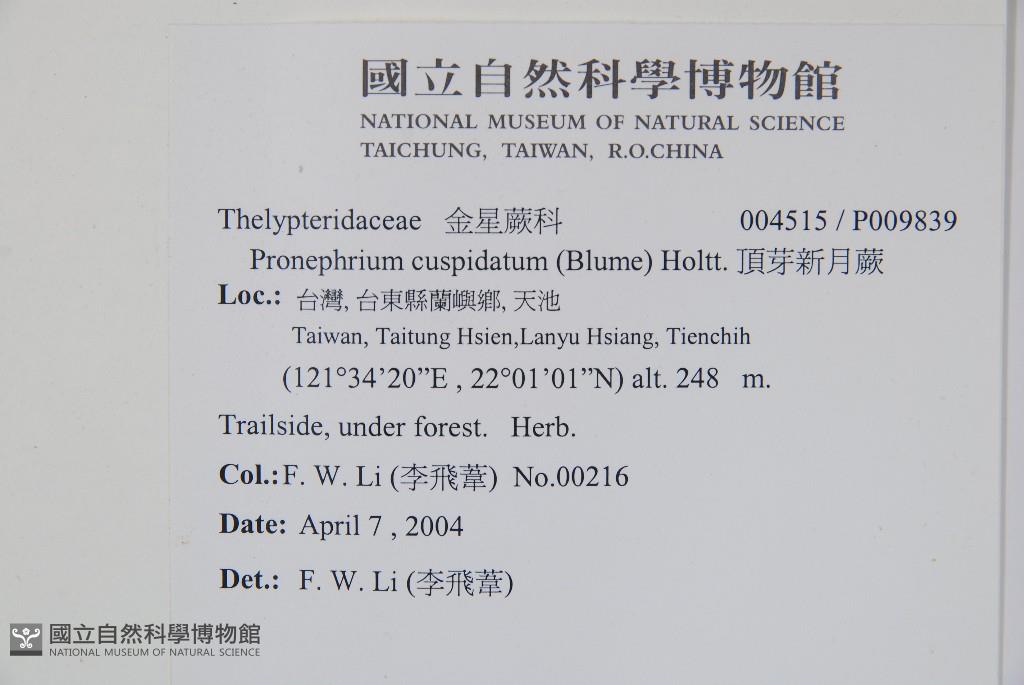 國立自然科學博物館
NATIONAL MUSEUM OF NATURAL SCIENCE
TAICHUNG, TAIWAN, R.O.CHINA
Thelypteridaceae 金星蕨科 004515 / P009839
Pronephrium cuspidatum (Blume) Holtt. 頂芽新月蕨
Loc.: 台灣, 台東縣蘭嶼鄉, 天池
Taiwan, Taitung Hsien,Lanyu Hsiang, Tienchih
(121°34’20”E , 22°01’01”N) alt. 248 m.
Trailside, under forest. Herb.
Col.:F. W. Li (李飛葦) No.00216
Date: April 7 , 2004
Det.: F. W. Li (李飛葦)
國立自然科學博物館
NATIONAL MUSEUM OF NATURAL SCIENCE